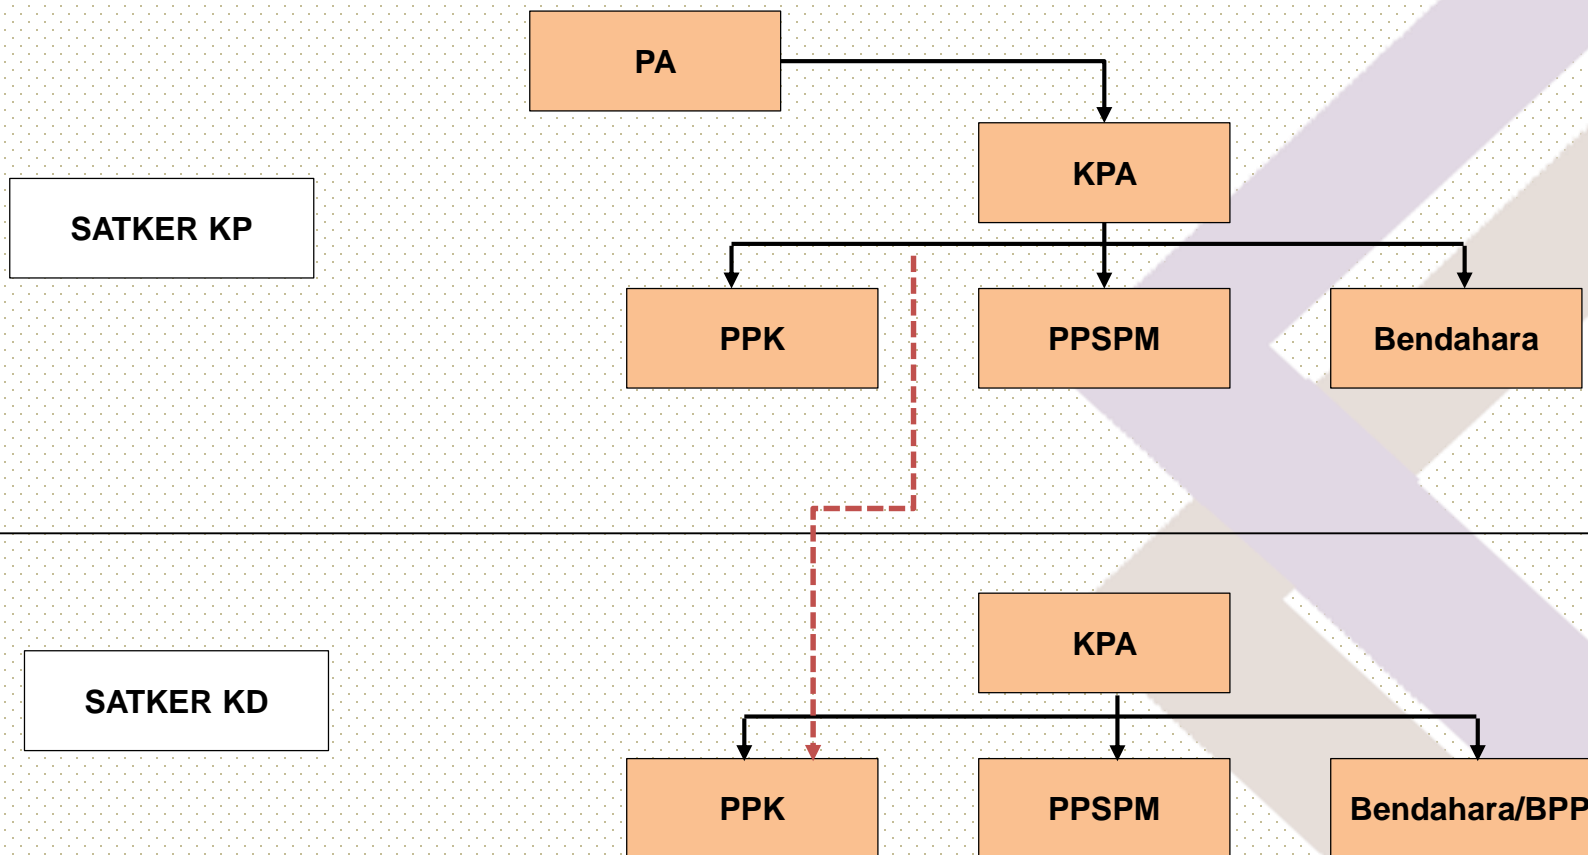 PA
KPA
SATKER KP
PPK
PPSPM
Bendahara
KPA
SATKER KD
PPK
PPSPM
Bendahara/BPP